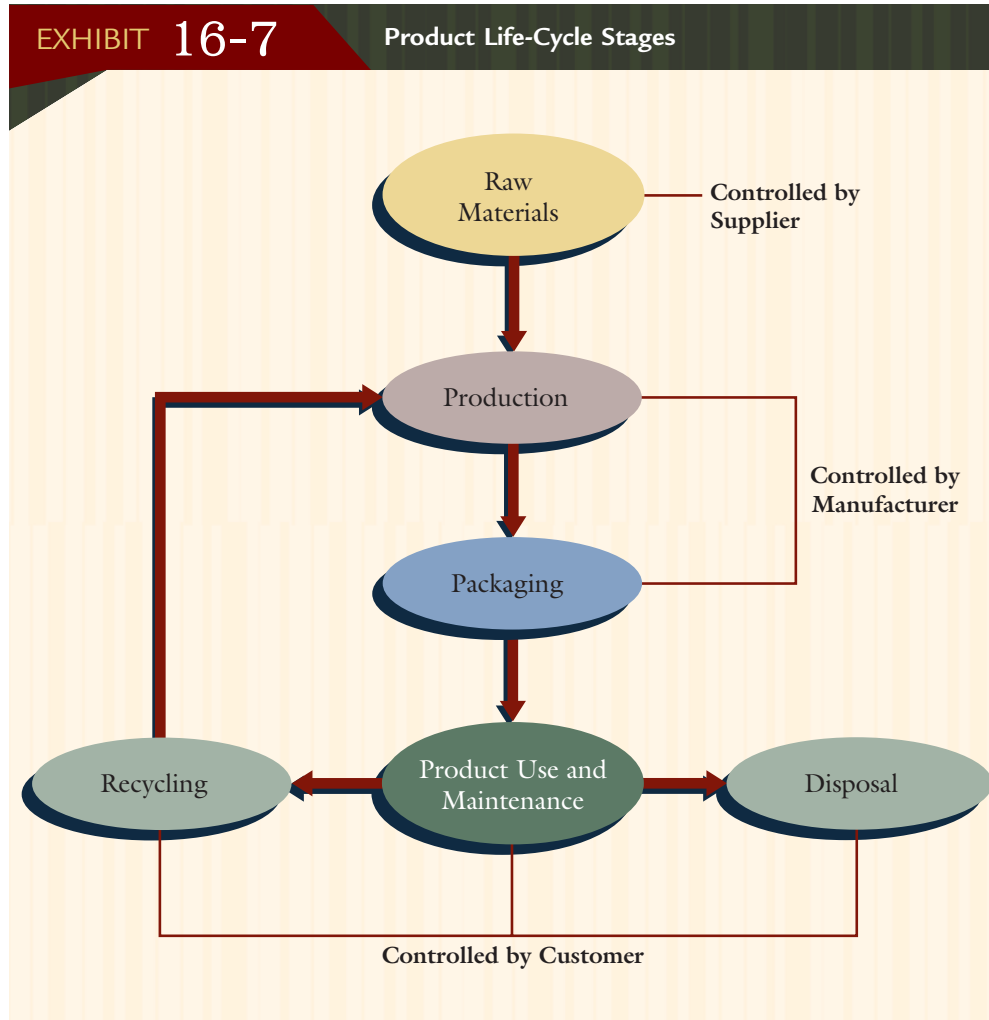 EXHIBIT 16-7
Product Life-Cycle Stages
Raw
Materials
Controlled by
Supplier
Production
Controlled by
Manufacturer
Packaging
Recycling
Product Use and
Maintenance
Disposal
Controlled by Customer